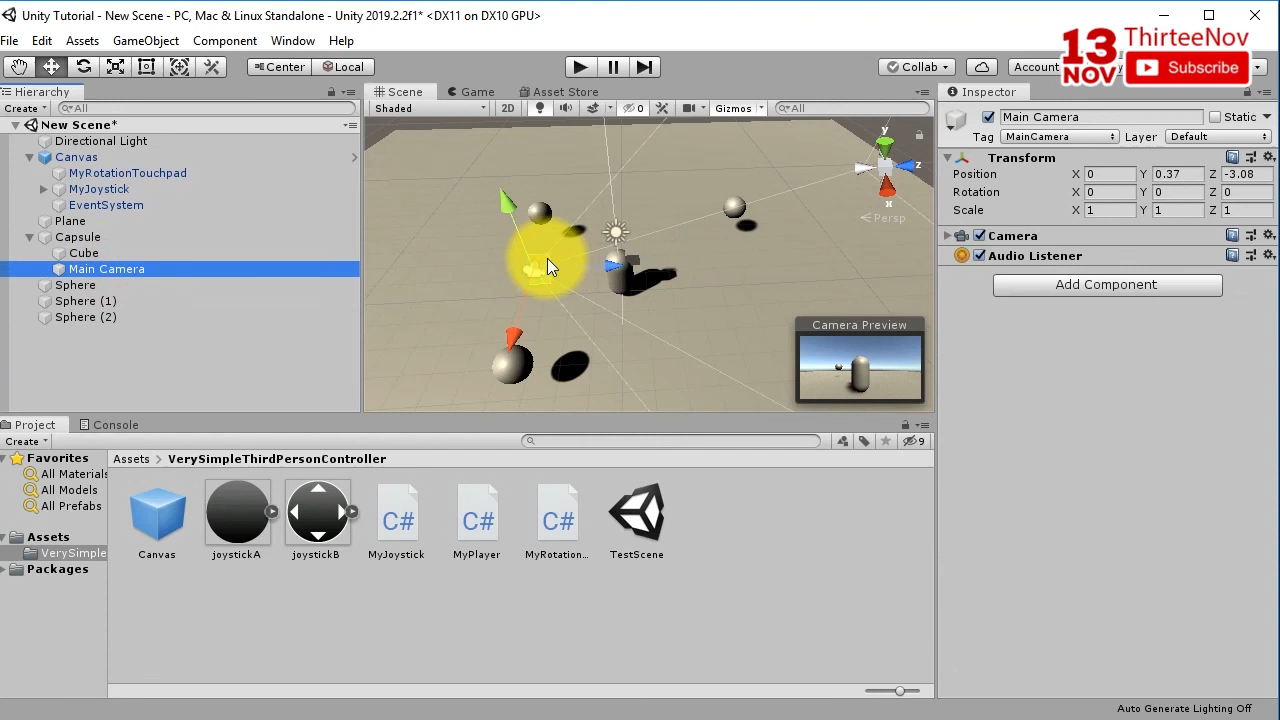 Unity Tutorial - New Scene - PC, Mac & Linux Standalone - Unity 2019.2.2f1* <DX11 on DX10 GPU>
File Edit Assets GameObject Component Window Help
13 NOV ThirteeNov Subscribe
Center Local Collab Account
Hierarchy
Create All
New Scene*
Directional Light
Canvas
MyRotationTouchpad
MyJoystick
EventSystem
Plane
Capsule
Cube
Main Camera
Sphere
Sphere (1)
Sphere (2)
Scene Game Asset Store
Shaded 2D 0 Gizmos All
y
z
x
Persp
Camera Preview
Inspector
Main Camera Static
Tag MainCamera Layer Default
Transform
Position X 0 Y 0.37 Z -3.08
Rotation X 0 Y 0 Z 0
Scale X 1 Y 1 Z 1
Camera
Audio Listener
Add Component
Project Console
Create 9
Favorites
All Materials
All Models
All Prefabs
Assets
VerySimple
Packages
Assets > VerySimpleThirdPersonController
C# C# C#
Canvas joystickA joystickB MyJoystick MyPlayer MyRotation... TestScene
Auto Generate Lighting Off